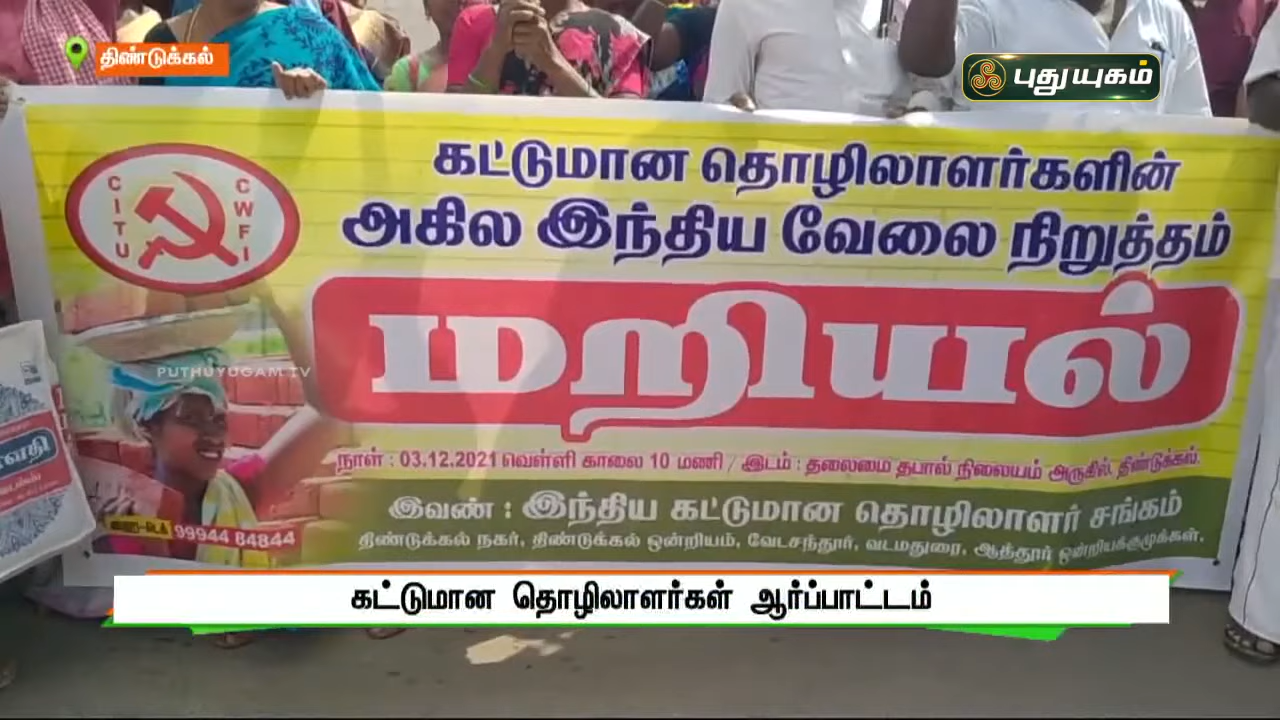 திண்டுக்கல்
புதுயுகம்
கட்டுமான தொழிலாளர்களின்
அகில இந்திய வேலை நிறுத்தம்
CITU
CWFI
மறியல்
PUTHUYUGAM TV
நாள் : 03.12.2021 வெள்ளி காலை 10 மணி / இடம் : தலைமை தபால் நிலையம் அருகில், திண்டுக்கல்.
இவண் : இந்திய கட்டுமான தொழிலாளர் சங்கம்
99944 84844
திண்டுக்கல் நகர், திண்டுக்கல் ஒன்றியம், வேடசந்தூர், வடமதுரை, ஆத்தூர் ஒன்றியக்குழுக்கள்.
கட்டுமான தொழிலாளர்கள் ஆர்ப்பாட்டம்